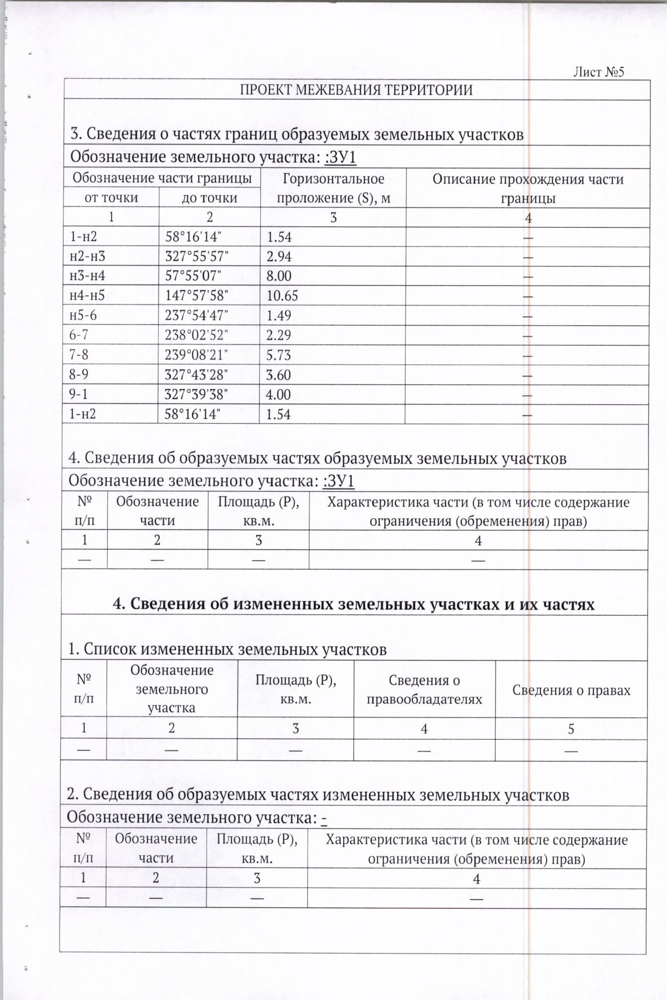 Лист №5
ПРОЕКТ МЕЖЕВАНИЯ ТЕРРИТОРИИ
3. Сведения о частях границ образуемых земельных участков
Обозначение земельного участка: :ЗУ1
Обозначение части границы Горизонтальное проложение (S), м Описание прохождения части границы
от точки до точки
1 2 3 4
1-н2 58°16'14" 1.54 —
н2-н3 327°55'57" 2.94 —
н3-н4 57°55'07" 8.00 —
н4-н5 147°57'58" 10.65 —
н5-6 237°54'47" 1.49 —
6-7 238°02'52" 2.29 —
7-8 239°08'21" 5.73 —
8-9 327°43'28" 3.60 —
9-1 327°39'38" 4.00 —
1-н2 58°16'14" 1.54 —
4. Сведения об образуемых частях образуемых земельных участков
Обозначение земельного участка: :ЗУ1
№ Обозначение Площадь (Р), Характеристика части (в том числе содержание
п/п части кв.м. ограничения (обременения) прав)
1 2 3 4
— — — —
4. Сведения об измененных земельных участках и их частях
1. Список измененных земельных участков
№ п/п Обозначение земельного участка Площадь (Р), кв.м. Сведения о правообладателях Сведения о правах
1 2 3 4 5
— — — — —
2. Сведения об образуемых частях измененных земельных участков
Обозначение земельного участка: -
№ Обозначение Площадь (Р), Характеристика части (в том числе содержание
п/п части кв.м. ограничения (обременения) прав)
1 2 3 4
— — — —